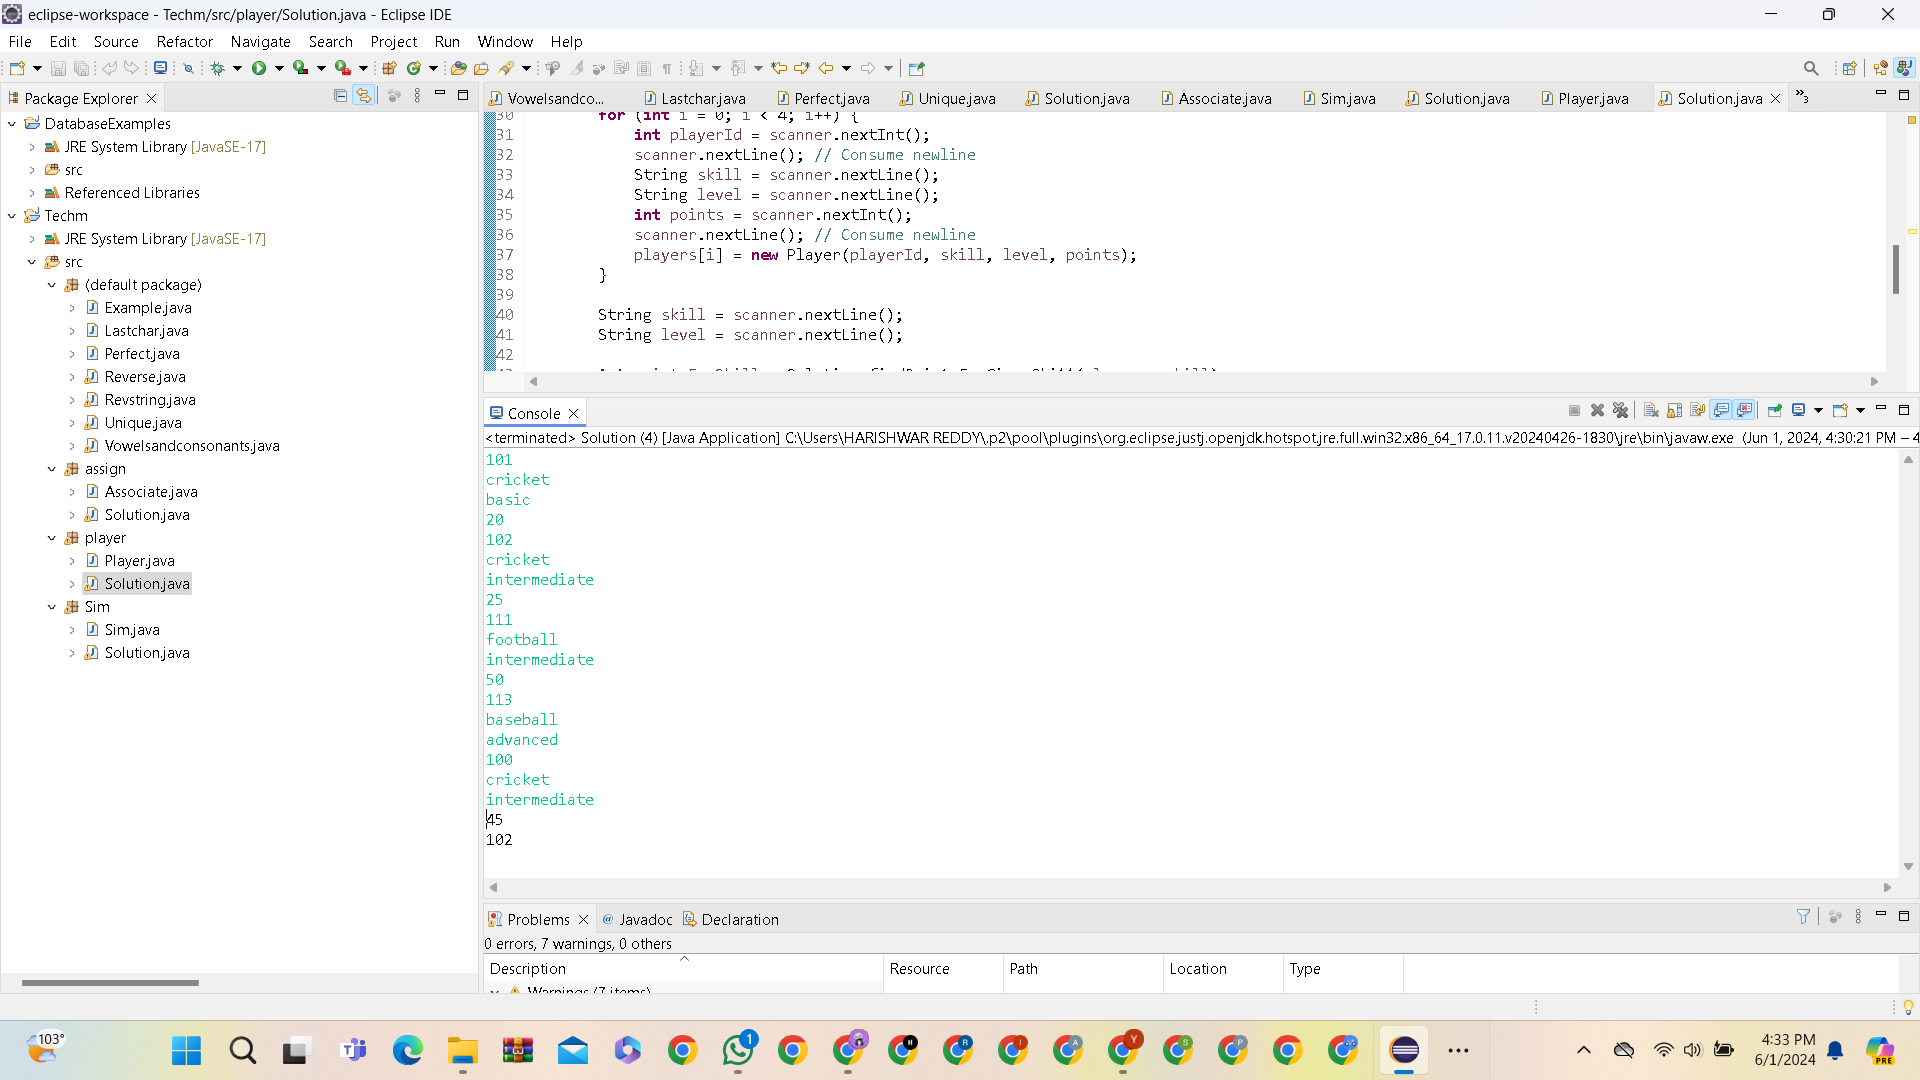 eclipse-workspace - Techm/src/player/Solution.java - Eclipse IDE
File Edit Source Refactor Navigate Search Project Run Window Help
Package Explorer
DatabaseExamples
JRE System Library [JavaSE-17]
src
Referenced Libraries
Techm
JRE System Library [JavaSE-17]
src
(default package)
Example.java
Lastchar.java
Perfect.java
Reverse.java
Revstring.java
Unique.java
Vowelsandconsonants.java
assign
Associate.java
Solution.java
player
Player.java
Solution.java
Sim
Sim.java
Solution.java
Vowelsandco... Lastchar.java Perfect.java Unique.java Solution.java Associate.java Sim.java Solution.java Player.java Solution.java »3
30 for (int i = 0; i < 4; i++) {
31 int playerId = scanner.nextInt();
32 scanner.nextLine(); // Consume newline
33 String skill = scanner.nextLine();
34 String level = scanner.nextLine();
35 int points = scanner.nextInt();
36 scanner.nextLine(); // Consume newline
37 players[i] = new Player(playerId, skill, level, points);
38 }
39
40 String skill = scanner.nextLine();
41 String level = scanner.nextLine();
42
Console
<terminated> Solution (4) [Java Application] C:\Users\HARISHWAR REDDY\.p2\pool\plugins\org.eclipse.justj.openjdk.hotspot.jre.full.win32.x86_64_17.0.11.v20240426-1830\jre\bin\javaw.exe (Jun 1, 2024, 4:30:21 PM – 4
101
cricket
basic
20
102
cricket
intermediate
25
111
football
intermediate
50
113
baseball
advanced
100
cricket
intermediate
45
102
Problems @ Javadoc Declaration
0 errors, 7 warnings, 0 others
Description Resource Path Location Type
Warnings (7 items)
103°
1
H R I A Y S P
PRE
4:33 PM
6/1/2024